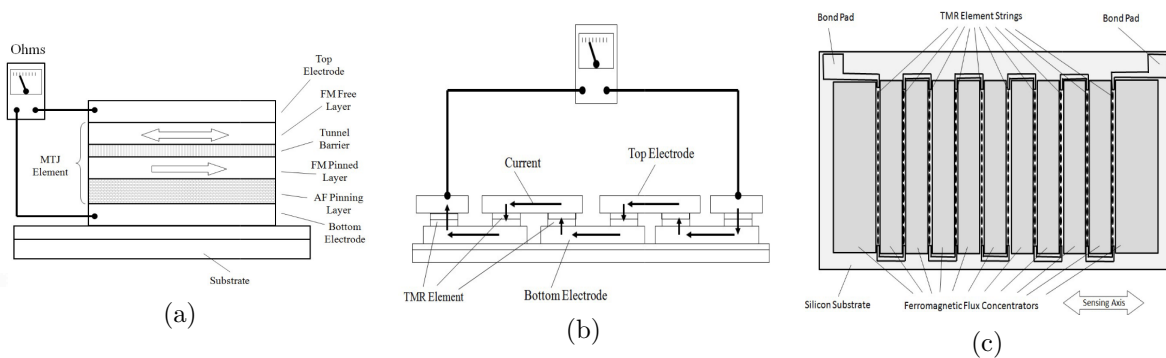 Ohms
Top
Electrode
FM Free
Layer
Tunnel
Barrier
MTJ
Element
FM Pinned
Layer
AF Pinning
Layer
Bottom
Electrode
Substrate
(a)
Current
Top Electrode
TMR Element
Bottom Electrode
(b)
Bond Pad
TMR Element Strings
Bond Pad
Silicon Substrate
Ferromagnetic Flux Concentrators
Sensing Axis
(c)